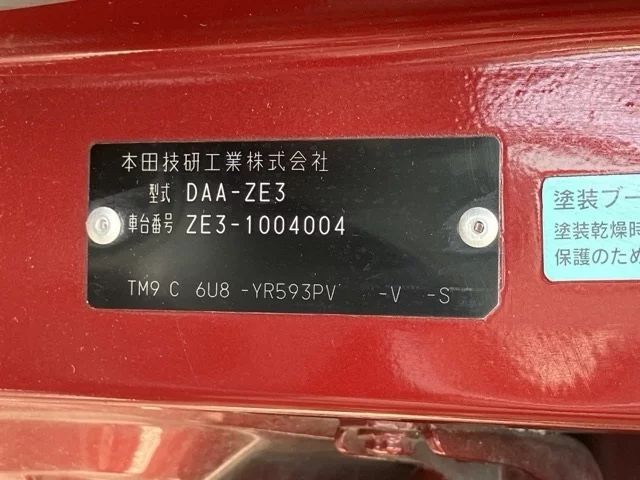 本田技研工業株式会社
型式 DAA-ZE3
車台番号 ZE3-1004004
TM9 C 6U8 -YR593PV -V -S
塗装ブー
塗装乾燥時
保護のため